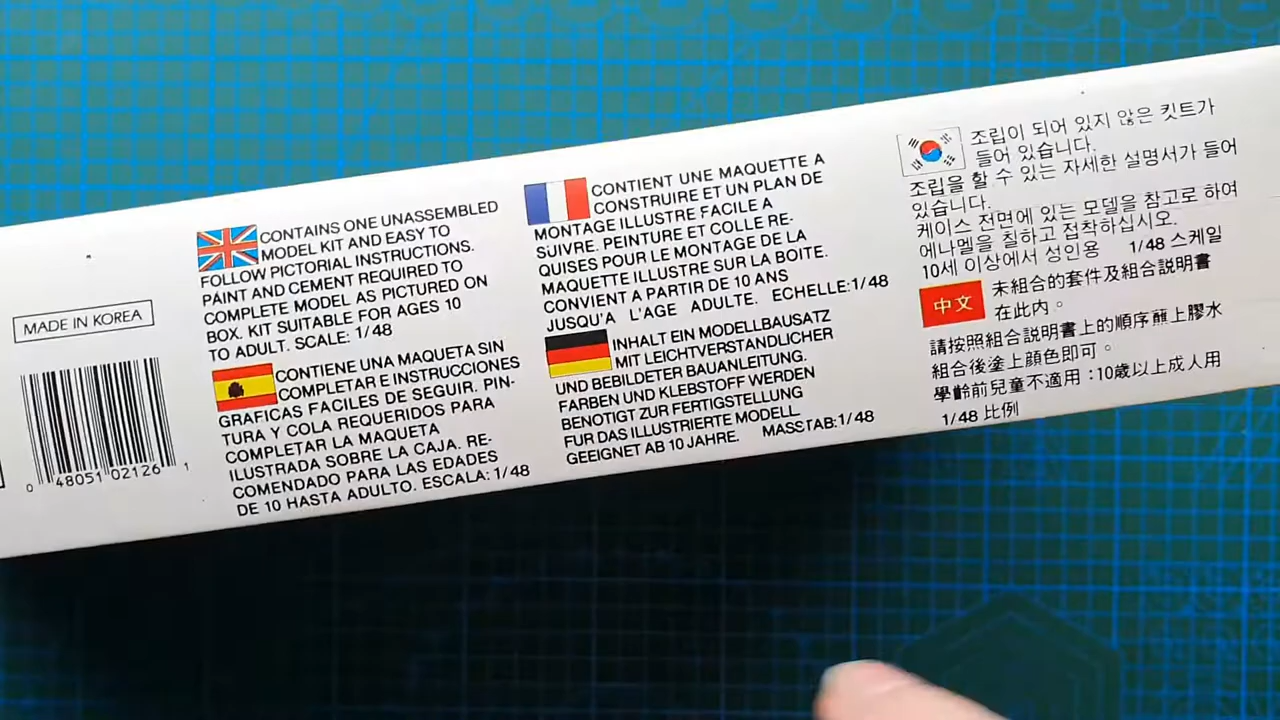 MADE IN KOREA
0 48051 02126 1
CONTAINS ONE UNASSEMBLED
MODEL KIT AND EASY TO
FOLLOW PICTORIAL INSTRUCTIONS.
PAINT AND CEMENT REQUIRED TO
COMPLETE MODEL AS PICTURED ON
BOX. KIT SUITABLE FOR AGES 10
TO ADULT. SCALE: 1/48
CONTIENE UNA MAQUETA SIN
COMPLETAR E INSTRUCCIONES
GRAFICAS FACILES DE SEGUIR. PIN-
TURA Y COLA REQUERIDOS PARA
COMPLETAR LA MAQUETA
ILUSTRADA SOBRE LA CAJA. RE-
COMENDADO PARA LAS EDADES
DE 10 HASTA ADULTO. ESCALA: 1/48
CONTIENT UNE MAQUETTE A
CONSTRUIRE ET UN PLAN DE
MONTAGE ILLUSTRE FACILE A
SUIVRE. PEINTURE ET COLLE RE-
QUISES POUR LE MONTAGE DE LA
MAQUETTE ILLUSTRE SUR LA BOITE.
CONVIENT A PARTIR DE 10 ANS
JUSQU'A L'AGE ADULTE. ECHELLE:1/48
INHALT EIN MODELLBAUSATZ
MIT LEICHTVERSTANDLICHER
UND BEBILDETER BAUANLEITUNG.
FARBEN UND KLEBSTOFF WERDEN
BENOTIGT ZUR FERTIGSTELLUNG
FUR DAS ILLUSTRIERTE MODELL
GEEIGNET AB 10 JAHRE. MASSTAB:1/48
조립이 되어 있지 않은 킷트가
들어 있습니다.
조립을 할 수 있는 자세한 설명서가 들어
있습니다.
케이스 전면에 있는 모델을 참고로 하여
에나멜을 칠하고 접착하십시오.
10세 이상에서 성인용 1/48 스케일
中文
未組合的套件及組合説明書
在此內。
請按照組合説明書上的順序蘸上膠水
組合後塗上顔色即可。
學齡前兒童不適用:10歲以上成人用
1/48 比例